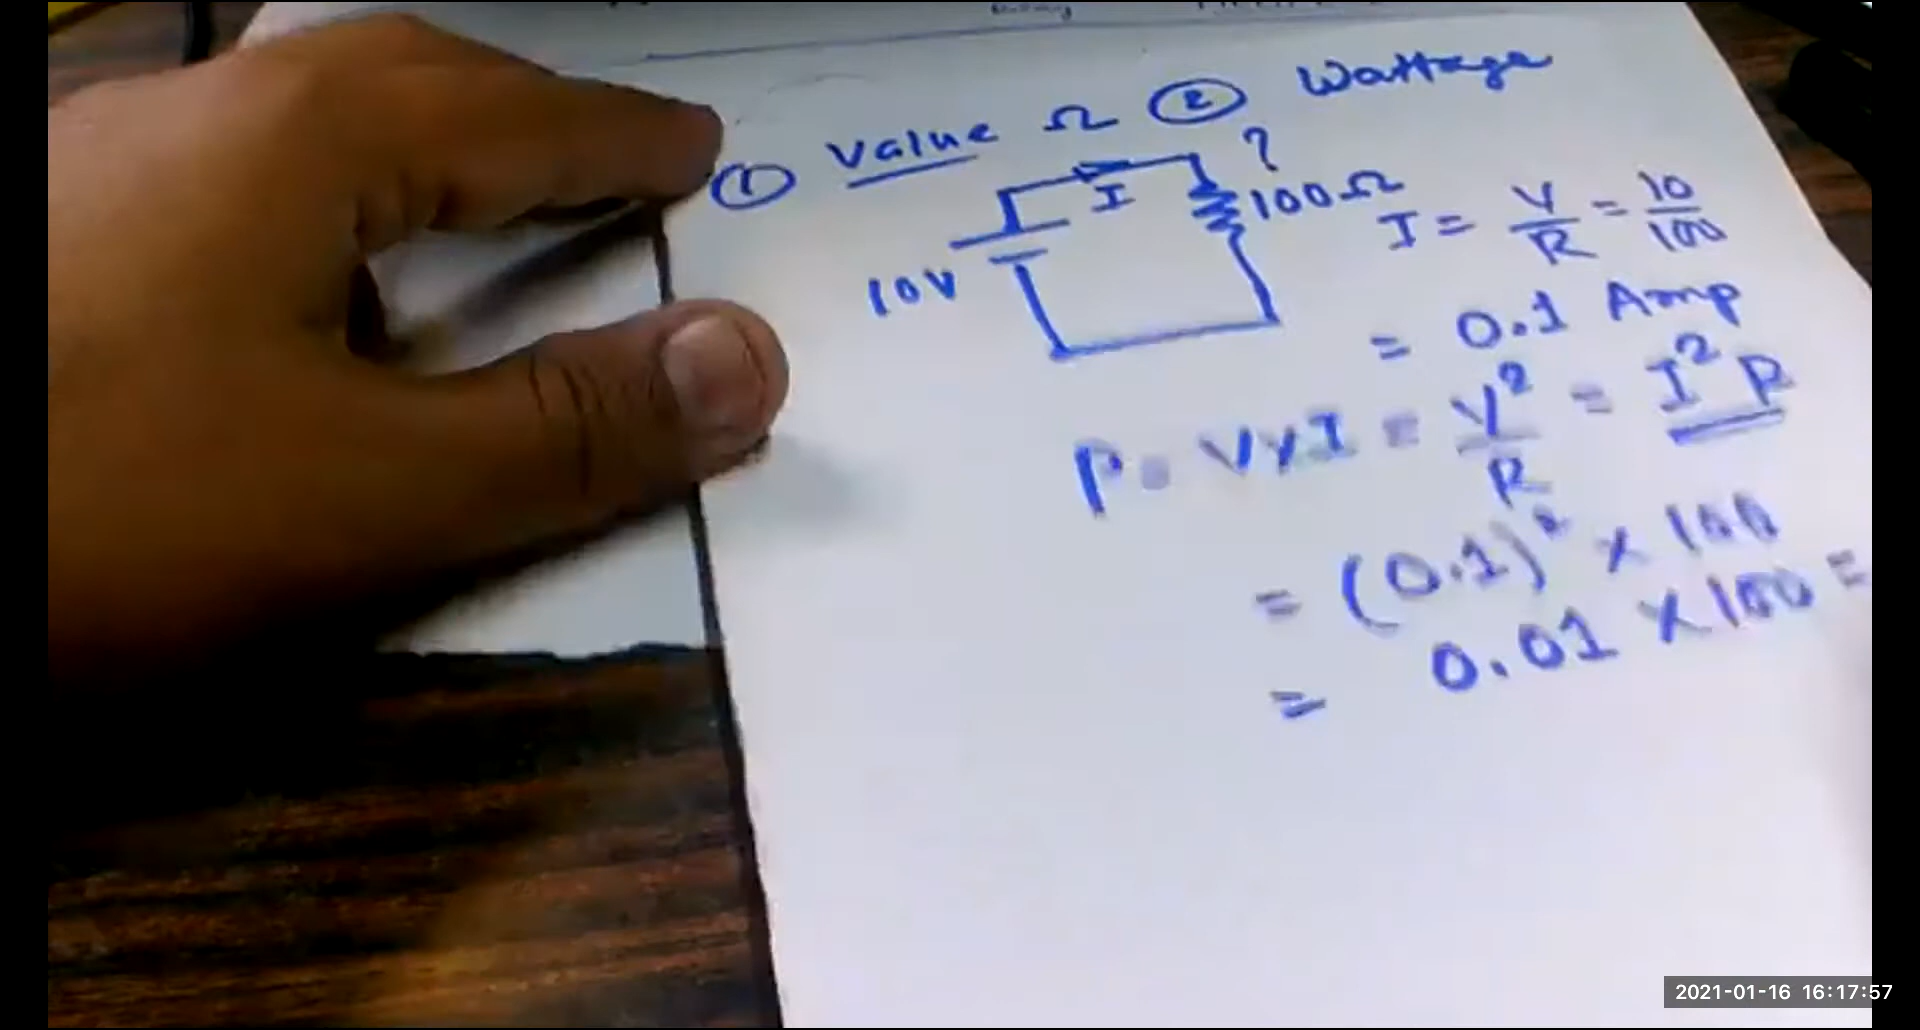 ① Value Ω ② Wattage
?
I
100Ω
10V
I = V/R = 10/100
= 0.1 Amp
P = V×I = V²/R = I²R
= (0.1)² × 100
= 0.01 × 100 =
2021-01-16 16:17:57